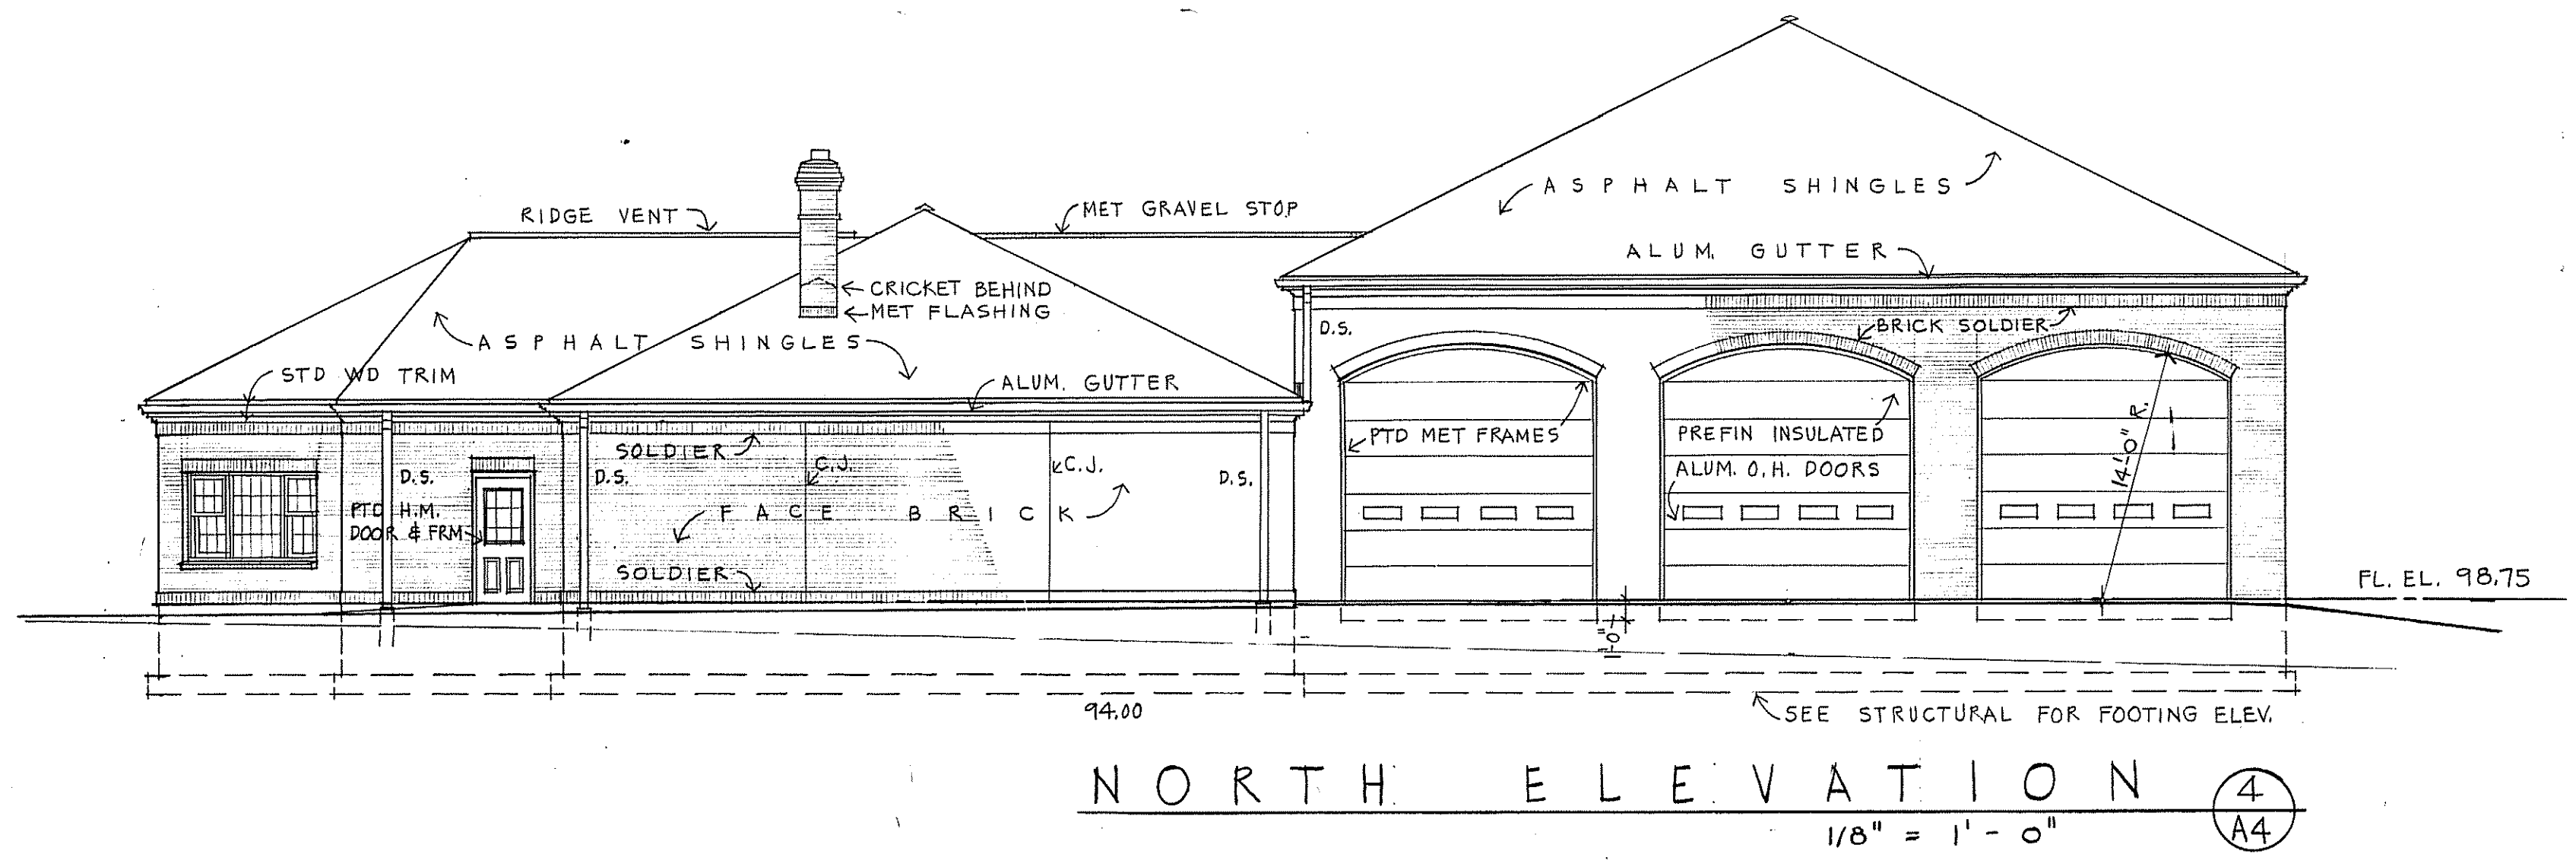 ASPHALT SHINGLES
RIDGE VENT
MET GRAVEL STOP
ALUM. GUTTER
CRICKET BEHIND
MET FLASHING
D.S.
BRICK SOLDIER
ASPHALT SHINGLES
STD WD TRIM
ALUM. GUTTER
PTD MET FRAMES
PREFIN INSULATED
ALUM. O.H. DOORS
14'-0" R.
SOLDIER
C.J.
C.J.
D.S.
D.S.
D.S.
PTD H.M.
DOOR & FRM
FACE BRICK
SOLDIER
FL. EL. 98.75
1'-0"
94.00
SEE STRUCTURAL FOR FOOTING ELEV.
NORTH ELEVATION
4
A4
1/8" = 1'-0"